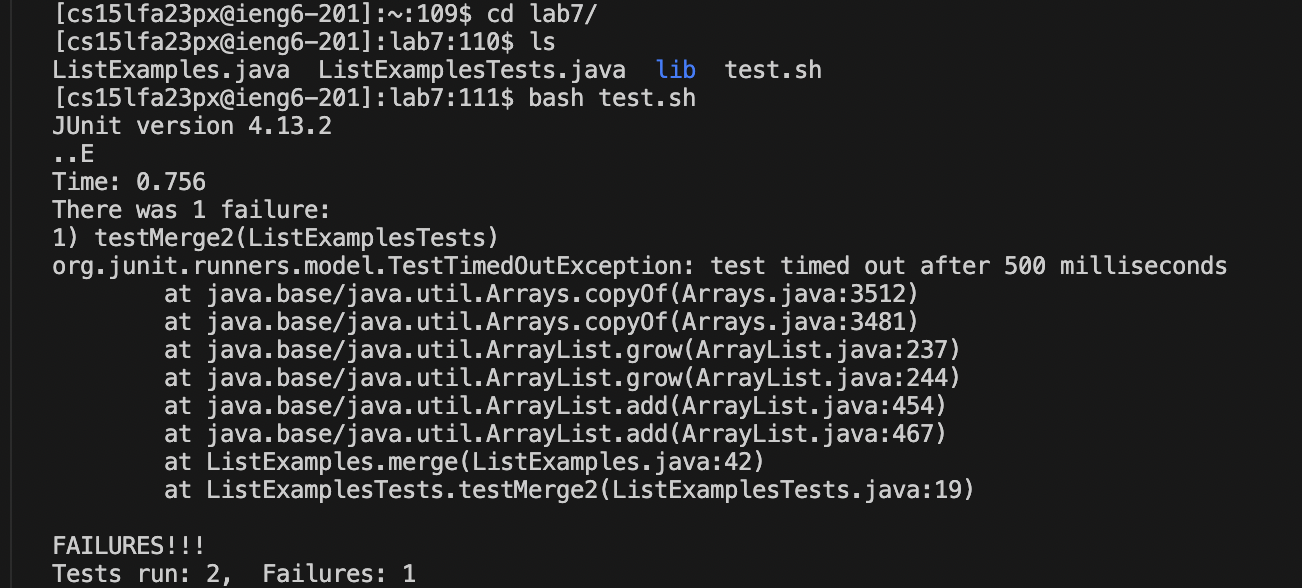 [cs15lfa23px@ieng6-201]:~:109$ cd lab7/
[cs15lfa23px@ieng6-201]:lab7:110$ ls
ListExamples.java  ListExamplesTests.java  lib  test.sh
[cs15lfa23px@ieng6-201]:lab7:111$ bash test.sh
JUnit version 4.13.2
..E
Time: 0.756
There was 1 failure:
1) testMerge2(ListExamplesTests)
org.junit.runners.model.TestTimedOutException: test timed out after 500 milliseconds
        at java.base/java.util.Arrays.copyOf(Arrays.java:3512)
        at java.base/java.util.Arrays.copyOf(Arrays.java:3481)
        at java.base/java.util.ArrayList.grow(ArrayList.java:237)
        at java.base/java.util.ArrayList.grow(ArrayList.java:244)
        at java.base/java.util.ArrayList.add(ArrayList.java:454)
        at java.base/java.util.ArrayList.add(ArrayList.java:467)
        at ListExamples.merge(ListExamples.java:42)
        at ListExamplesTests.testMerge2(ListExamplesTests.java:19)

FAILURES!!!
Tests run: 2,  Failures: 1